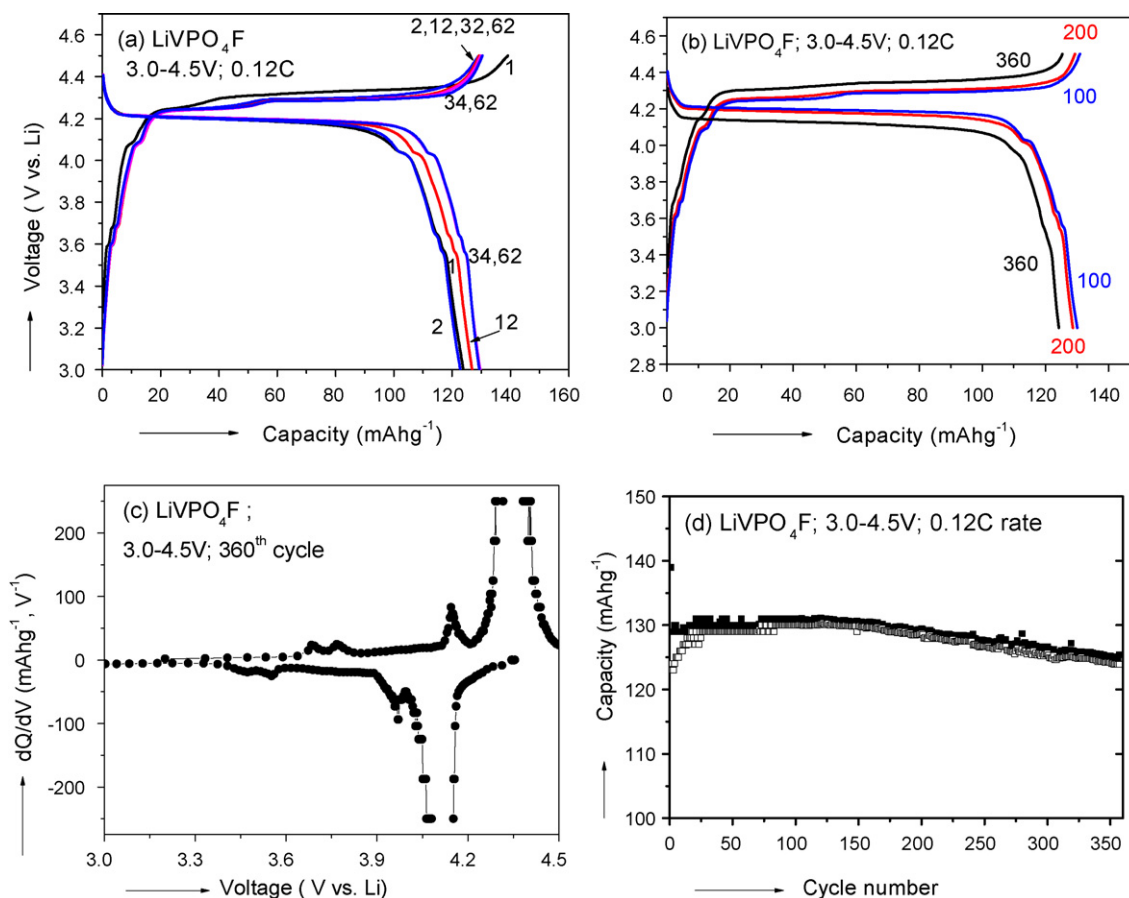 (a) LiVPO₄F
3.0-4.5V; 0.12C
2,12,32,62
1
34,62
34,62
1
2
12
4.6
4.4
4.2
4.0
3.8
3.6
3.4
3.2
3.0
0 20 40 60 80 100 120 140 160
Voltage ( V vs. Li)
Capacity (mAhg⁻¹)
(b) LiVPO₄F; 3.0-4.5V; 0.12C
200
360
100
360
100
200
4.6
4.4
4.2
4.0
3.8
3.6
3.4
3.2
3.0
2.8
0 20 40 60 80 100 120 140
Capacity (mAhg⁻¹)
(c) LiVPO₄F ;
3.0-4.5V; 360ᵗʰ cycle
200
100
0
-100
-200
3.0 3.3 3.6 3.9 4.2 4.5
dQ/dV (mAhg⁻¹, V⁻¹)
Voltage ( V vs. Li)
(d) LiVPO₄F; 3.0-4.5V; 0.12C rate
150
140
130
120
110
100
0 50 100 150 200 250 300 350
Capacity (mAhg⁻¹)
Cycle number